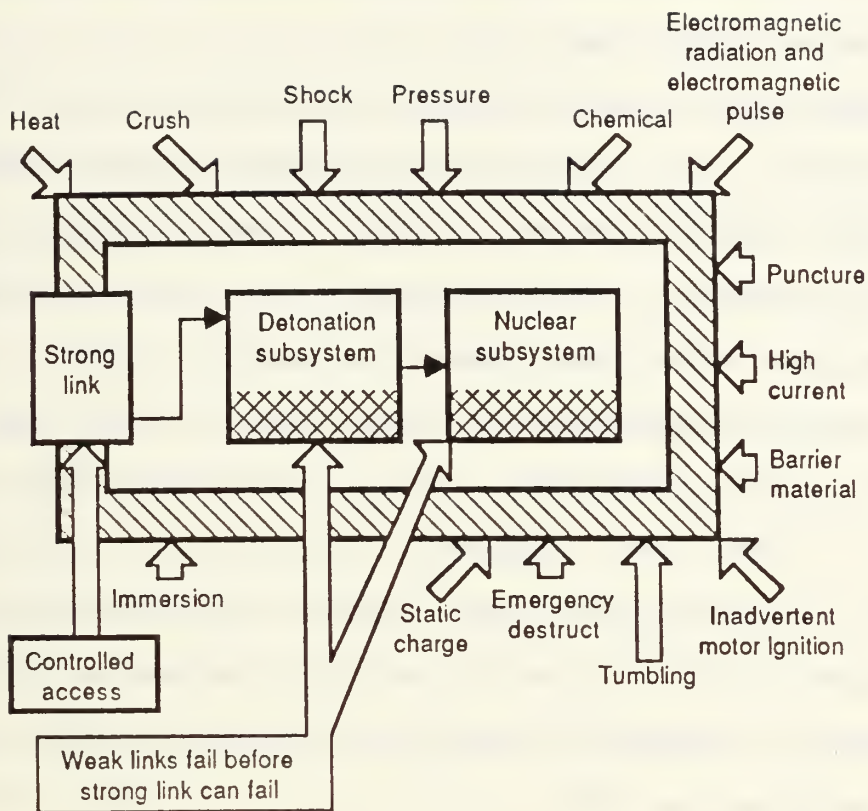 Electromagnetic
radiation and
electromagnetic
pulse
Shock
Pressure
Heat
Crush
Chemical
Puncture
Strong
link
Detonation
subsystem
Nuclear
subsystem
High
current
Barrier
material
Immersion
Static
charge
Emergency
destruct
Inadvertent
motor Ignition
Tumbling
Controlled
access
Weak links fail before
strong link can fail